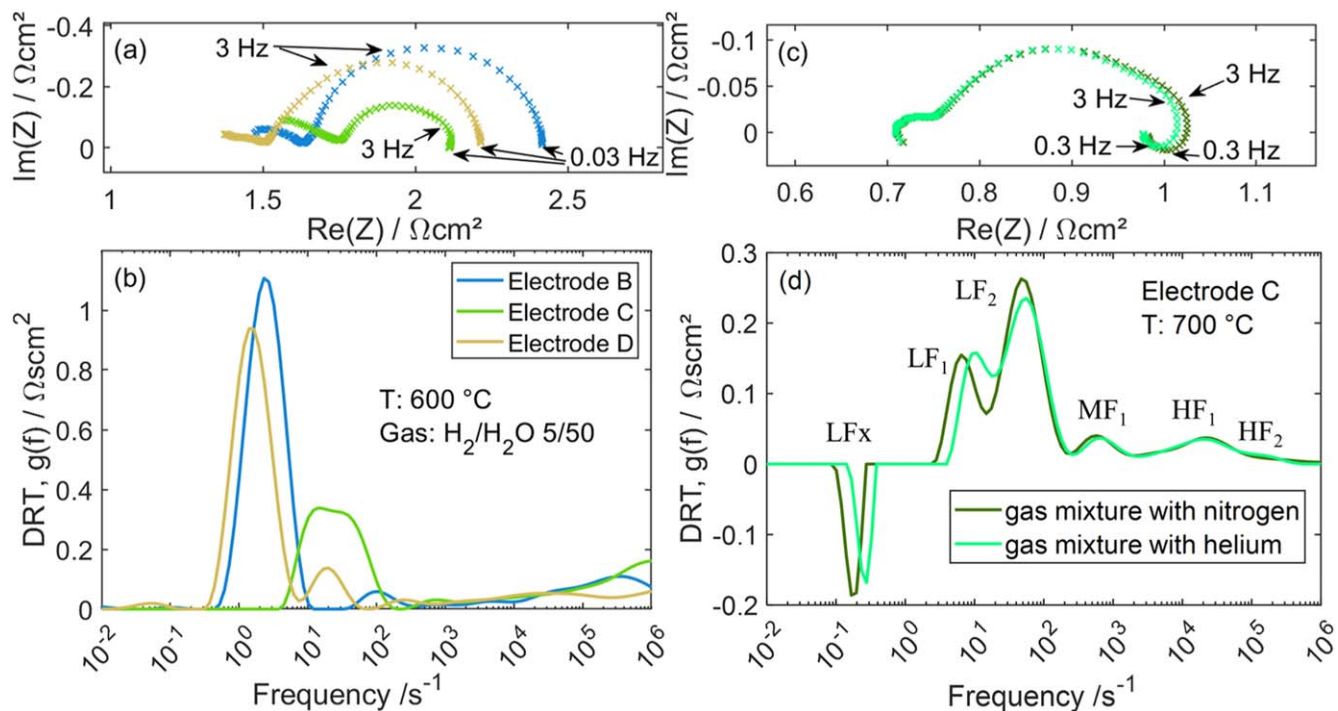 (a)
-0.4
-0.2
0
Im(Z) / Ωcm²
3 Hz
3 Hz
0.03 Hz
1
1.5
2
2.5
Re(Z) / Ωcm²
(c)
-0.1
-0.05
0
Im(Z) / Ωcm²
3 Hz
3 Hz
0.3 Hz
0.3 Hz
0.6
0.7
0.8
0.9
1
1.1
Re(Z) / Ωcm²
(b)
1
0.8
0.6
0.4
0.2
0
DRT, g(f) / Ωscm²
Electrode B
Electrode C
Electrode D
T: 600 °C
Gas: H₂/H₂O 5/50
10⁻²
10⁻¹
10⁰
10¹
10²
10³
10⁴
10⁵
10⁶
Frequency /s⁻¹
(d)
0.3
0.2
0.1
0
-0.1
-0.2
DRT, g(f) / Ωscm²
Electrode C
T: 700 °C
LFx
LF₁
LF₂
MF₁
HF₁
HF₂
gas mixture with nitrogen
gas mixture with helium
10⁻²
10⁻¹
10⁰
10¹
10²
10³
10⁴
10⁵
10⁶
Frequency /s⁻¹